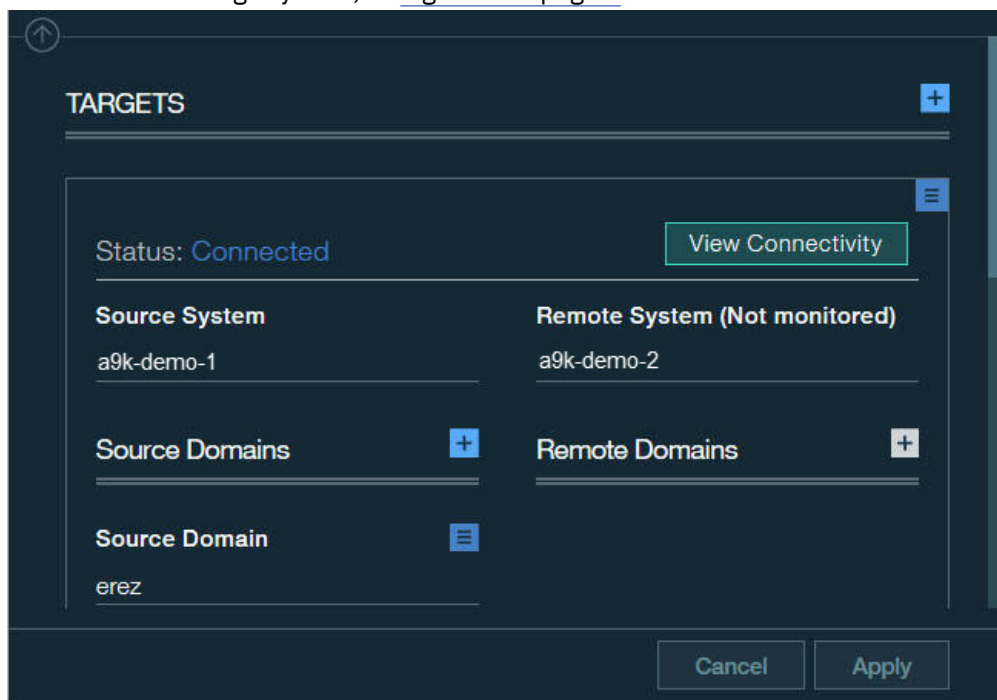 TARGETS
Status: Connected
View Connectivity
Source System
Remote System (Not monitored)
a9k-demo-1
a9k-demo-2
Source Domains
Remote Domains
Source Domain
erez
Cancel
Apply